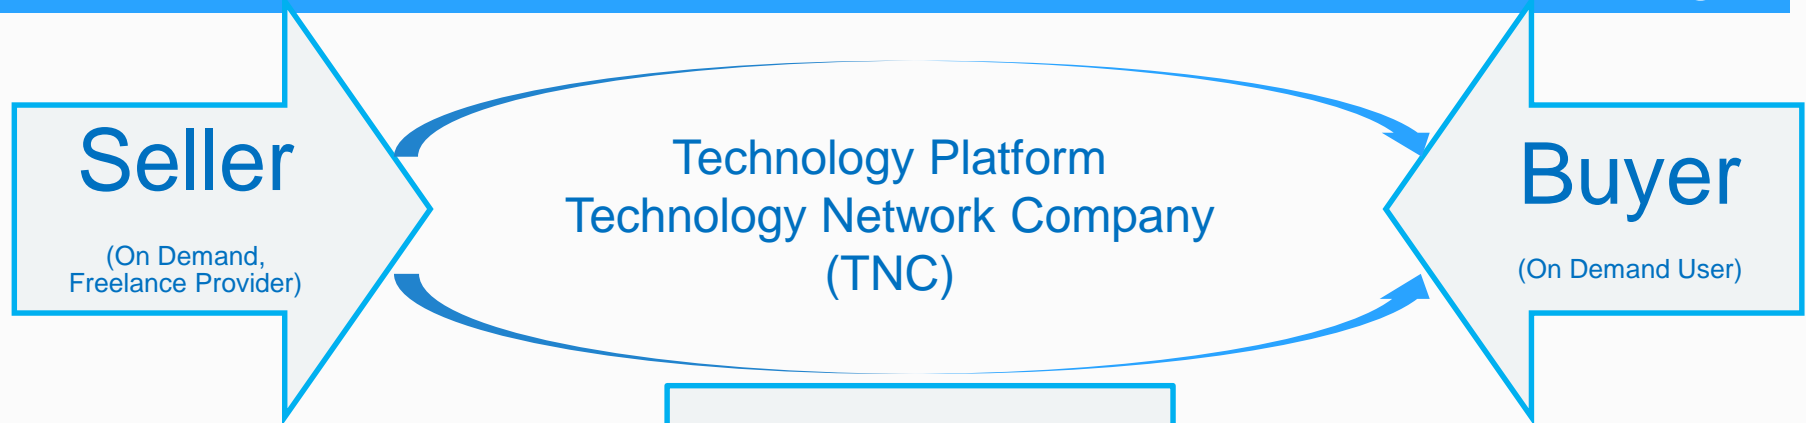 Seller
(On Demand,
Freelance Provider)
Technology Platform
Technology Network Company
(TNC)
Buyer
(On Demand User)